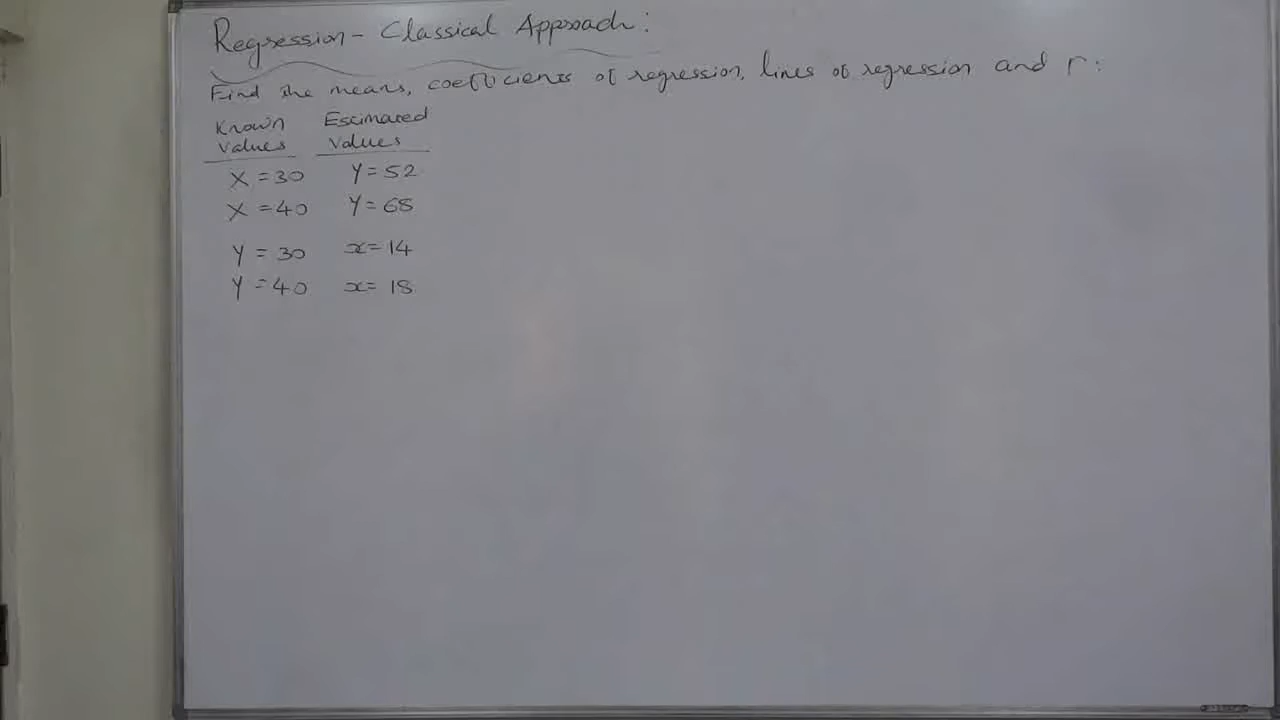 Regression - Classical Approach:
Find the means, coefficients of regression, lines of regression and r:
Known Estimated
Values Values
X = 30 Y = 52
X = 40 Y = 68
Y = 30 x = 14
Y = 40 x = 18